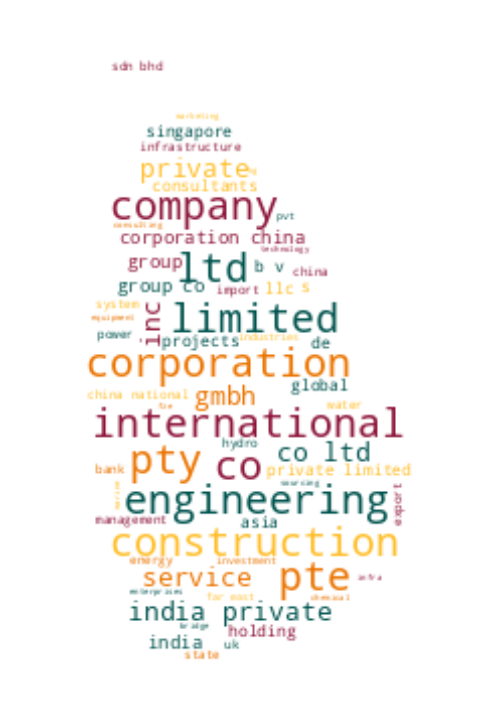 sdn bhd
marketing
singapore
infrastructure
private
consultants
company
pvt
consulting
corporation china
technology
group
ltd
b v
china
group co
import
llc
s
system
equipment
inc
limited
power
projects
industries
de
corporation
global
china national
gmbh
water
international
hydro
co ltd
bank
pty
co
private limited
sourcing
marine
engineering
export
management
asia
construction
energy
investment
service
pte
infra
enterprises
far east
chemical
india private
bridge
holding
india
uk
state